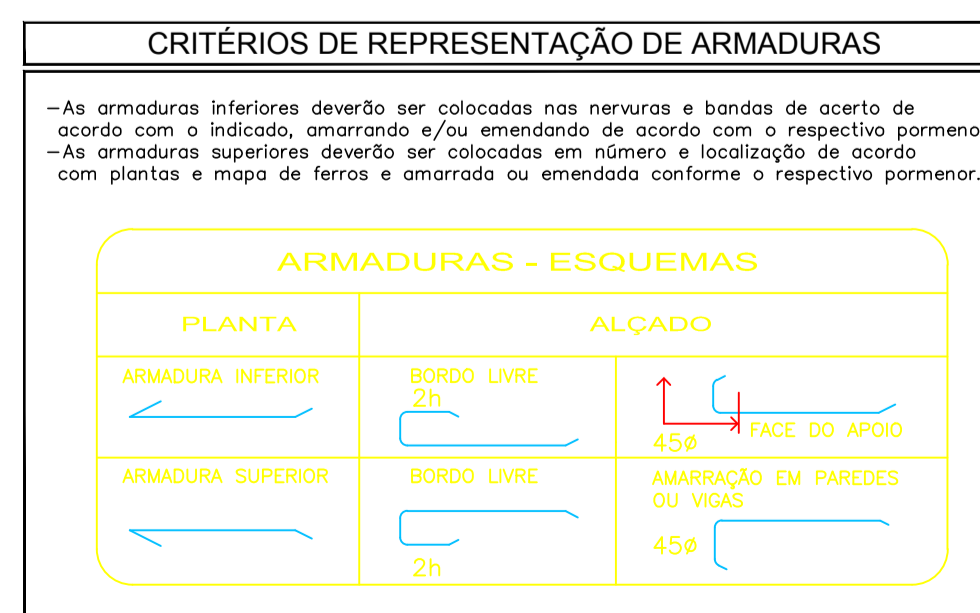 CRITÉRIOS DE REPRESENTAÇÃO DE ARMADURAS
-As armaduras inferiores deverão ser colocadas nas nervuras e bandas de acerto de
acordo com o indicado, amarrando e/ou emendando de acordo com o respectivo pormeno
-As armaduras superiores deverão ser colocadas em número e localização de acordo
com plantas e mapa de ferros e amarrada ou emendada conforme o respectivo pormenor.
ARMADURAS - ESQUEMAS
PLANTA
ALÇADO
ARMADURA INFERIOR
BORDO LIVRE
2h
45ø
FACE DO APOIO
ARMADURA SUPERIOR
BORDO LIVRE
2h
AMARRAÇÃO EM PAREDES
OU VIGAS
45ø